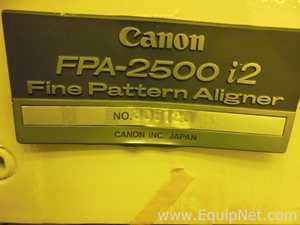 Canon
FPA-2500 i2
Fine Pattern Aligner
NO.
CANON INC. JAPAN
www.EquipNet.com